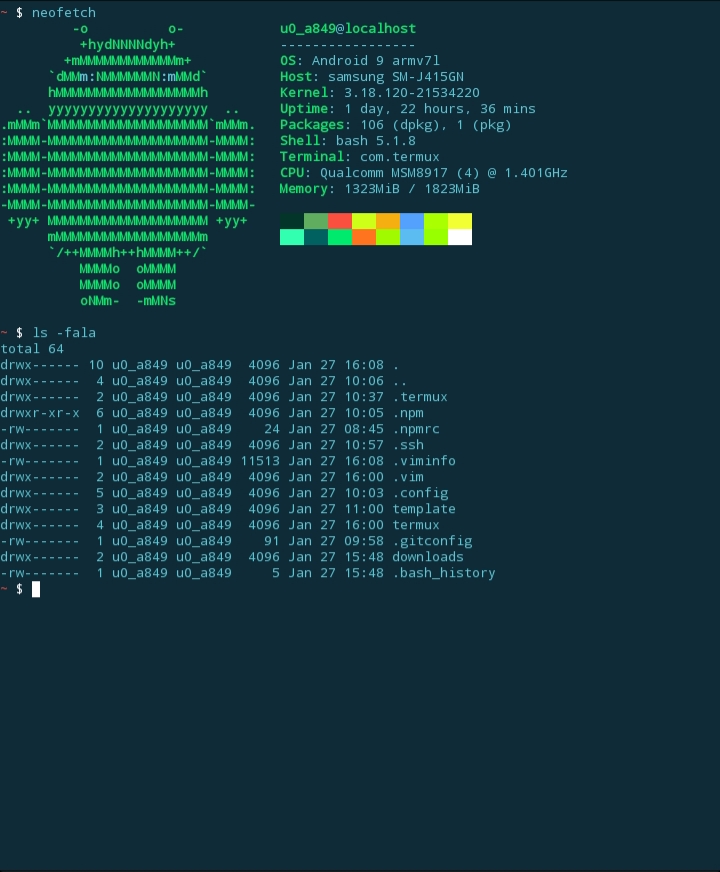 ~ $ neofetch
         -o          o-
          +hydNNNNdyh+
        +mMMMMMMMMMMMMm+
      `dMMm:NMMMMMMN:mMMd`
      hMMMMMMMMMMMMMMMMMMh
  ..  yyyyyyyyyyyyyyyyyyyy  ..
.mMMm`MMMMMMMMMMMMMMMMMMMM`mMMm.
:MMMM-MMMMMMMMMMMMMMMMMMMM-MMMM:
:MMMM-MMMMMMMMMMMMMMMMMMMM-MMMM:
:MMMM-MMMMMMMMMMMMMMMMMMMM-MMMM:
:MMMM-MMMMMMMMMMMMMMMMMMMM-MMMM:
-MMMM-MMMMMMMMMMMMMMMMMMMM-MMMM-
 +yy+ MMMMMMMMMMMMMMMMMMMM +yy+
      mMMMMMMMMMMMMMMMMMMm
      `/++MMMMh++hMMMM++/`
          MMMMo  oMMMM
          MMMMo  oMMMM
          oNMm-  -mMNs
u0_a849@localhost
-----------------
OS: Android 9 armv7l
Host: samsung SM-J415GN
Kernel: 3.18.120-21534220
Uptime: 1 day, 22 hours, 36 mins
Packages: 106 (dpkg), 1 (pkg)
Shell: bash 5.1.8
Terminal: com.termux
CPU: Qualcomm MSM8917 (4) @ 1.401GHz
Memory: 1323MiB / 1823MiB
~ $ ls -fala
total 64
drwx------ 10 u0_a849 u0_a849  4096 Jan 27 16:08 .
drwx------  4 u0_a849 u0_a849  4096 Jan 27 10:06 ..
drwx------  2 u0_a849 u0_a849  4096 Jan 27 10:37 .termux
drwxr-xr-x  6 u0_a849 u0_a849  4096 Jan 27 10:05 .npm
-rw-------  1 u0_a849 u0_a849    24 Jan 27 08:45 .npmrc
drwx------  2 u0_a849 u0_a849  4096 Jan 27 10:57 .ssh
-rw-------  1 u0_a849 u0_a849 11513 Jan 27 16:08 .viminfo
drwx------  2 u0_a849 u0_a849  4096 Jan 27 16:00 .vim
drwx------  5 u0_a849 u0_a849  4096 Jan 27 10:03 .config
drwx------  3 u0_a849 u0_a849  4096 Jan 27 11:00 template
drwx------  4 u0_a849 u0_a849  4096 Jan 27 16:00 termux
-rw-------  1 u0_a849 u0_a849    91 Jan 27 09:58 .gitconfig
drwx------  2 u0_a849 u0_a849  4096 Jan 27 15:48 downloads
-rw-------  1 u0_a849 u0_a849     5 Jan 27 15:48 .bash_history
~ $